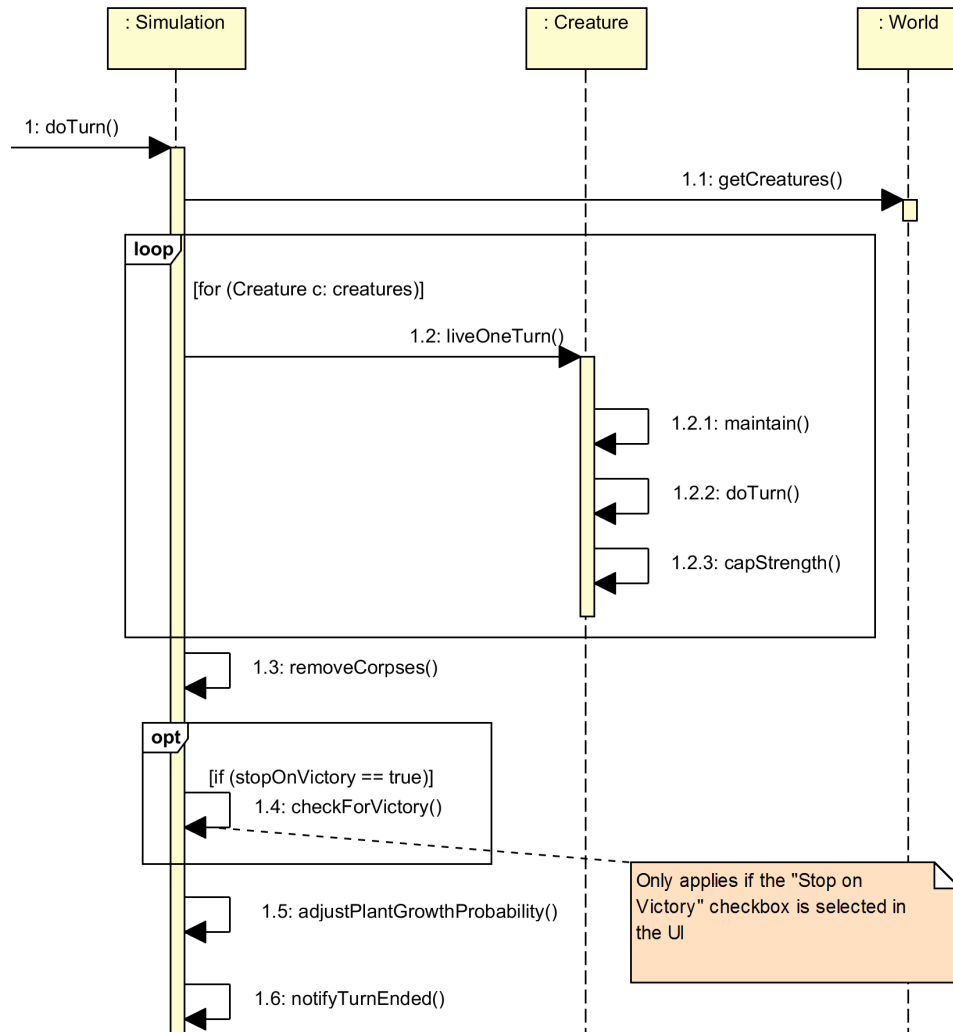 : Simulation
: Creature
: World
1: doTurn()
1.1: getCreatures()
loop
[for (Creature c: creatures)]
1.2: liveOneTurn()
1.2.1: maintain()
1.2.2: doTurn()
1.2.3: capStrength()
1.3: removeCorpses()
opt
[if (stopOnVictory == true)]
1.4: checkForVictory()
Only applies if the "Stop on
Victory" checkbox is selected in
the UI
1.5: adjustPlantGrowthProbability()
1.6: notifyTurnEnded()